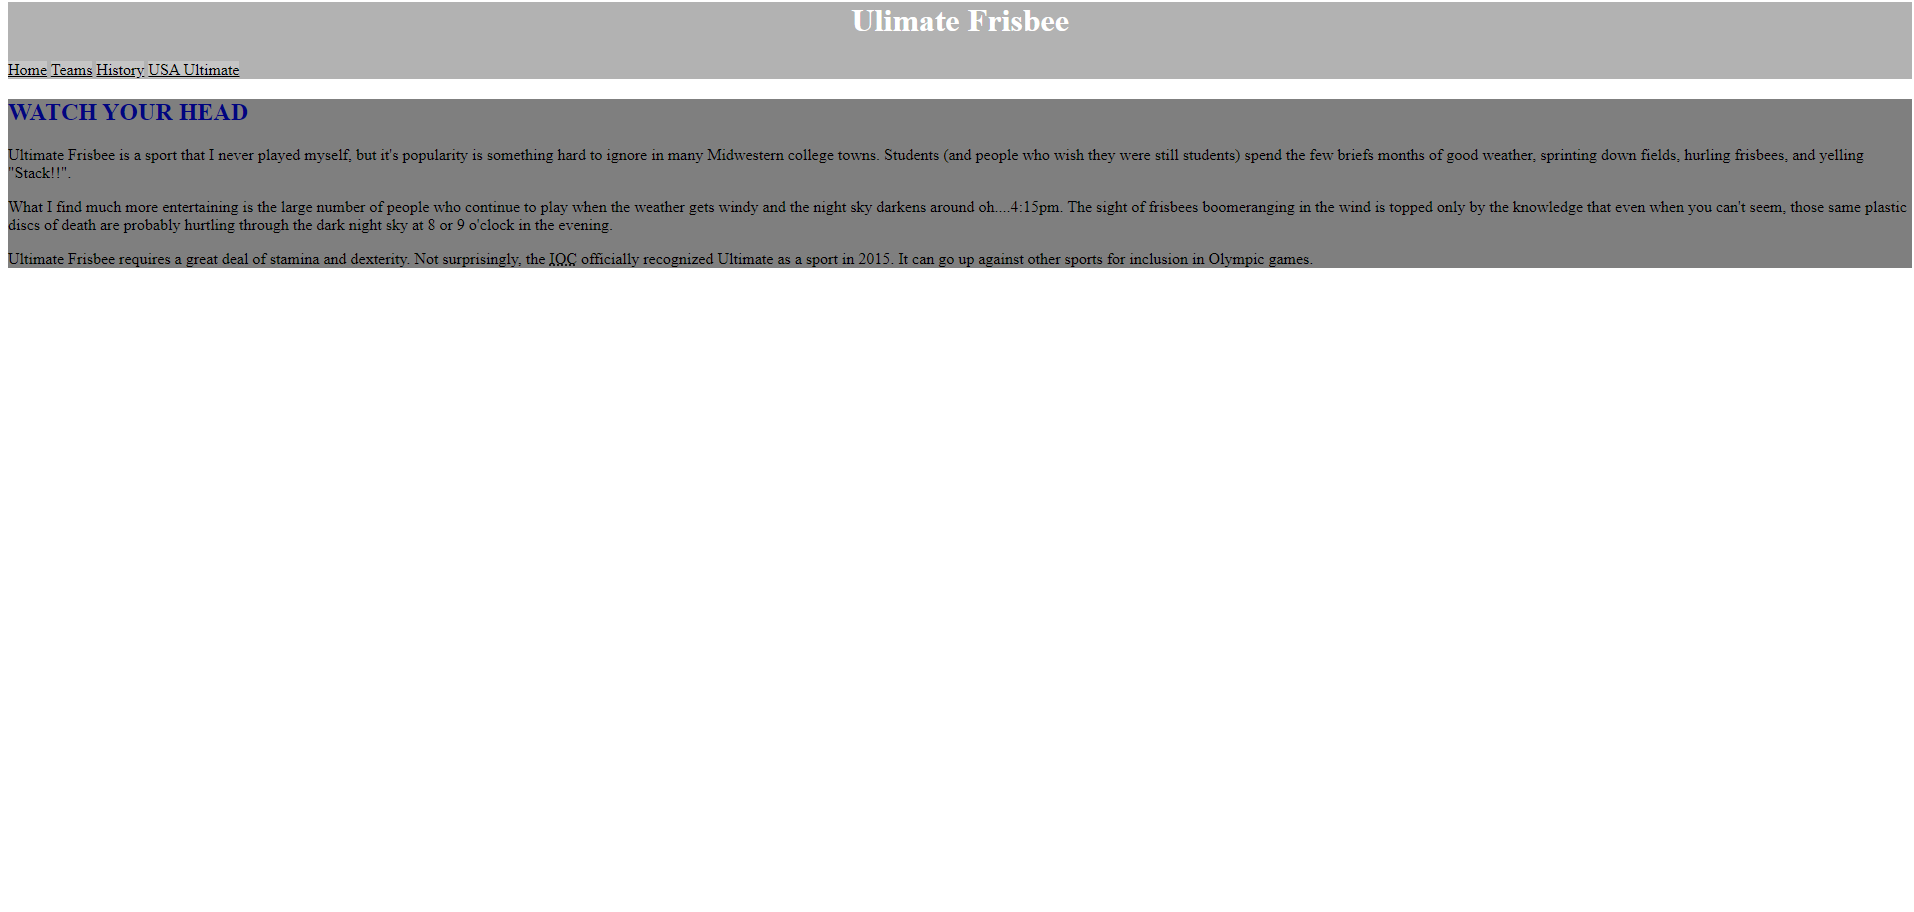 Ulimate Frisbee
Home Teams History USA Ultimate
WATCH YOUR HEAD
Ultimate Frisbee is a sport that I never played myself, but it's popularity is something hard to ignore in many Midwestern college towns. Students (and people who wish they were still students) spend the few briefs months of good weather, sprinting down fields, hurling frisbees, and yelling
"Stack!!".
What I find much more entertaining is the large number of people who continue to play when the weather gets windy and the night sky darkens around oh....4:15pm. The sight of frisbees boomeranging in the wind is topped only by the knowledge that even when you can't seem, those same plastic
discs of death are probably hurtling through the dark night sky at 8 or 9 o'clock in the evening.
Ultimate Frisbee requires a great deal of stamina and dexterity. Not surprisingly, the IOC officially recognized Ultimate as a sport in 2015. It can go up against other sports for inclusion in Olympic games.